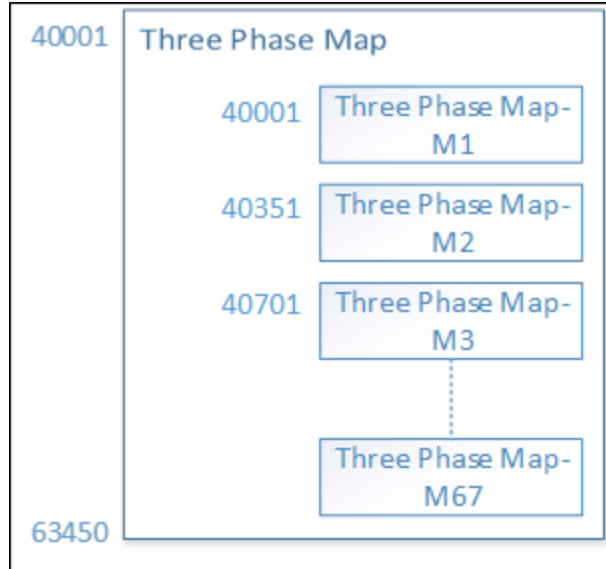 40001
Three Phase Map
40001
Three Phase Map-
M1
40351
Three Phase Map-
M2
40701
Three Phase Map-
M3
Three Phase Map-
M67
63450